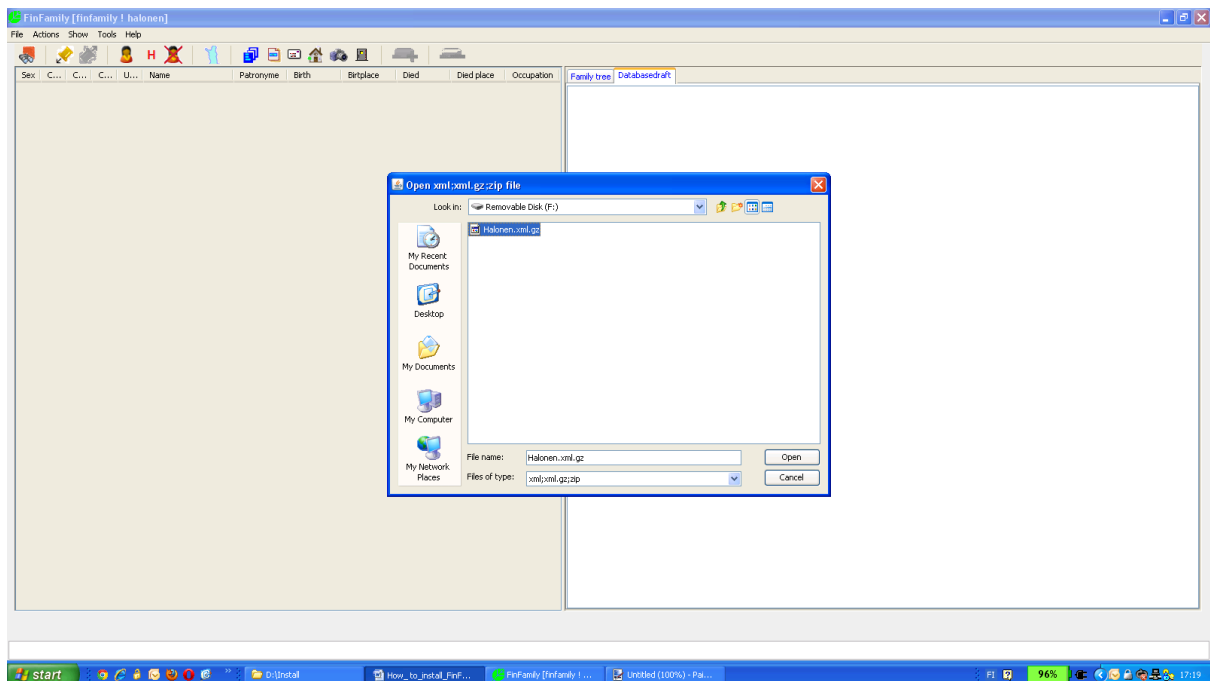 FinFamily [finfamily ! halonen]
File Actions Show Tools Help
H
Sex C... C... C... U... Name Patronyme Birth Birtplace Died Died place Occupation
Family tree Databasedraft
Open xml;xml.gz;zip file
Look in: Removable Disk (F:)
Halonen.xml.gz
My Recent
Documents
Desktop
My Documents
My Computer
My Network
Places
File name: Halonen.xml.gz Open
Files of type: xml;xml.gz;zip Cancel
start D:\Install How_to_install_FinF... FinFamily [finfamily ! ... Untitled (100%) - Pai... FI 96% 17:19